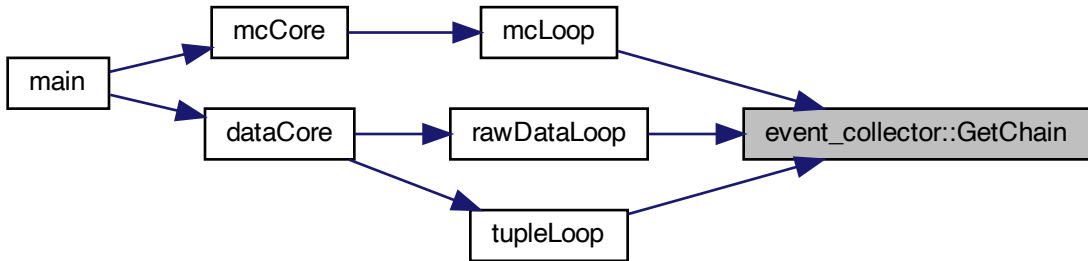 mcCore
mcLoop
main
dataCore
rawDataLoop
event_collector::GetChain
tupleLoop